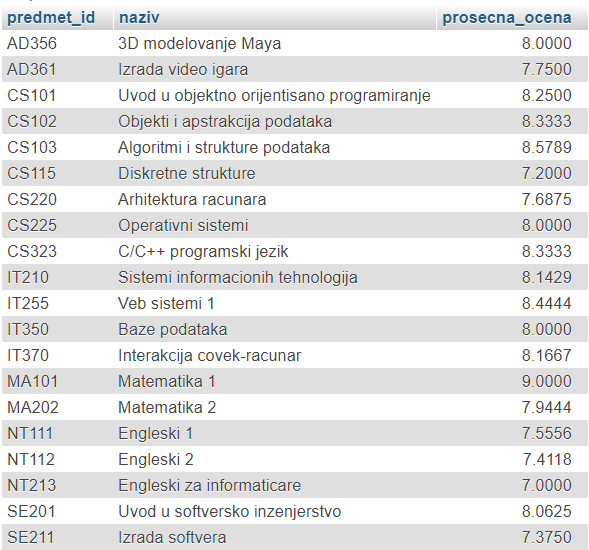 predmet_id naziv prosecna_ocena
AD356 3D modelovanje Maya 8.0000
AD361 Izrada video igara 7.7500
CS101 Uvod u objektno orijentisano programiranje 8.2500
CS102 Objekti i apstrakcija podataka 8.3333
CS103 Algoritmi i strukture podataka 8.5789
CS115 Diskretne strukture 7.2000
CS220 Arhitektura racunara 7.6875
CS225 Operativni sistemi 8.0000
CS323 C/C++ programski jezik 8.3333
IT210 Sistemi informacionih tehnologija 8.1429
IT255 Veb sistemi 1 8.4444
IT350 Baze podataka 8.0000
IT370 Interakcija covek-racunar 8.1667
MA101 Matematika 1 9.0000
MA202 Matematika 2 7.9444
NT111 Engleski 1 7.5556
NT112 Engleski 2 7.4118
NT213 Engleski za informaticare 7.0000
SE201 Uvod u softversko inzenjerstvo 8.0625
SE211 Izrada softvera 7.3750